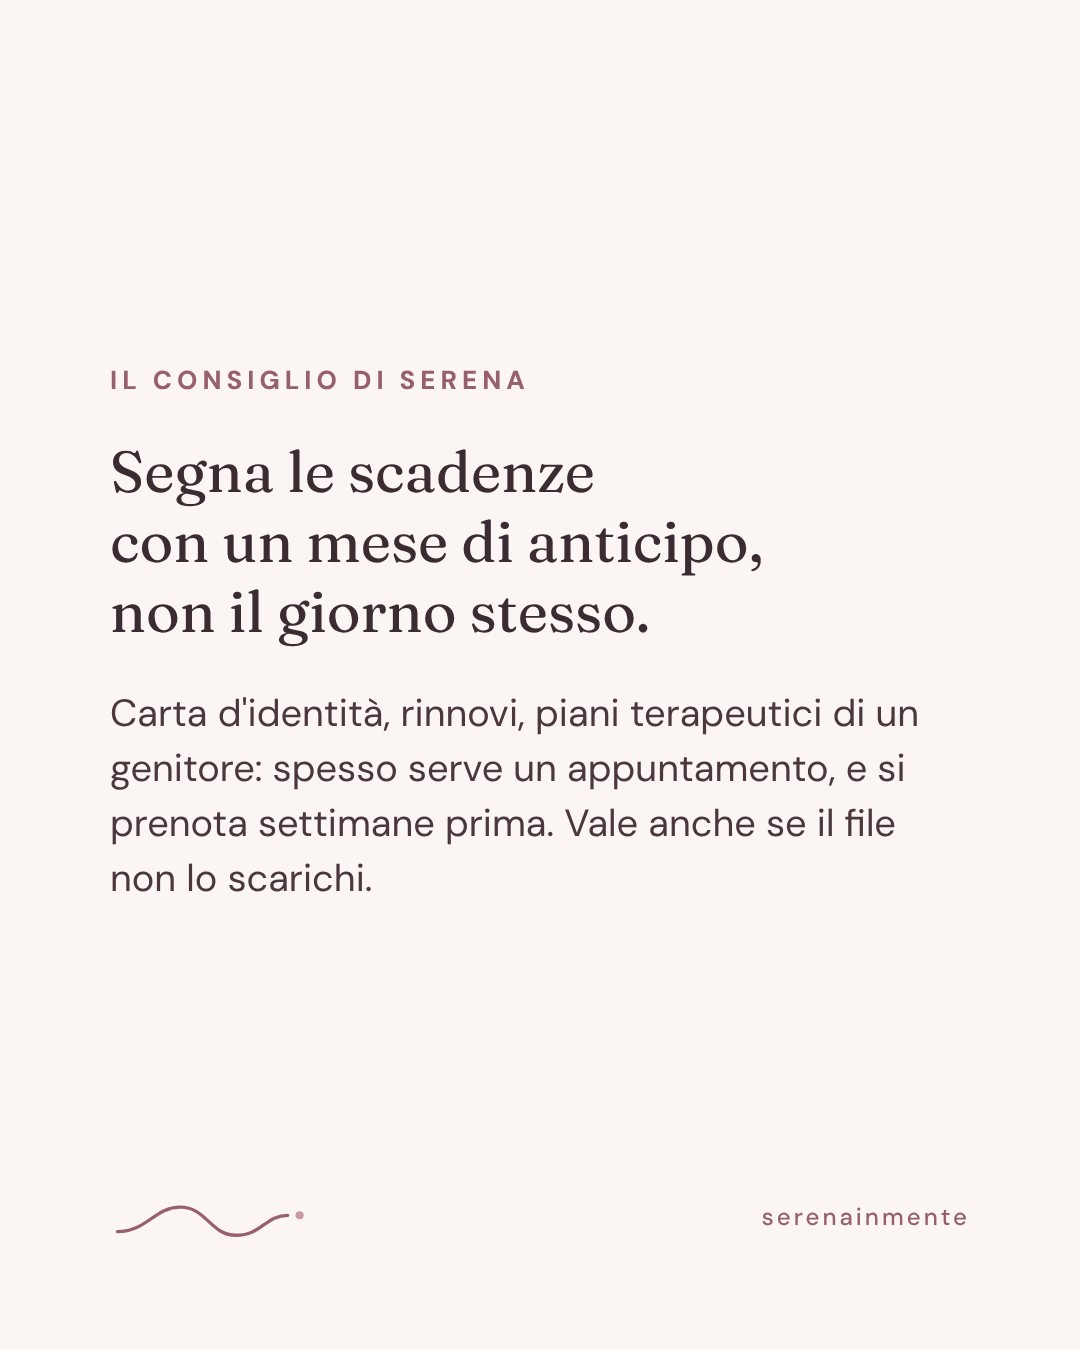 IL CONSIGLIO DI SERENA
Segna le scadenze
con un mese di anticipo,
non il giorno stesso.
Carta d'identità, rinnovi, piani terapeutici di un
genitore: spesso serve un appuntamento, e si
prenota settimane prima. Vale anche se il file
non lo scarichi.
serenainmente